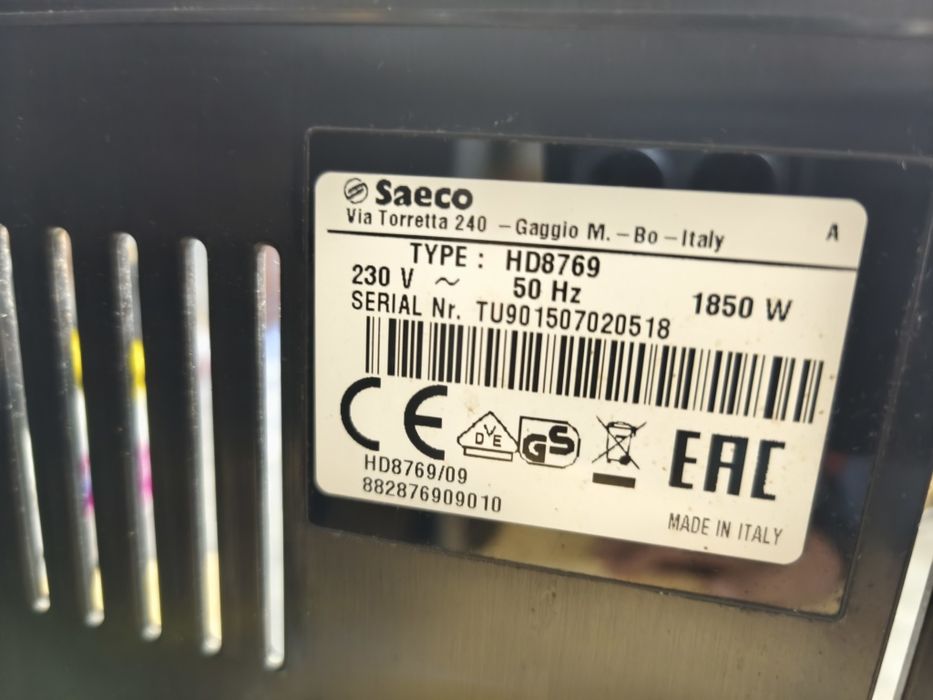 Saeco
Via Torretta 240 – Gaggio M. – Bo – Italy A
TYPE : HD8769
230 V ~ 50 Hz 1850 W
SERIAL Nr. TU901507020518
CE DVE GS EAC
HD8769/09
882876909010
MADE IN ITALY